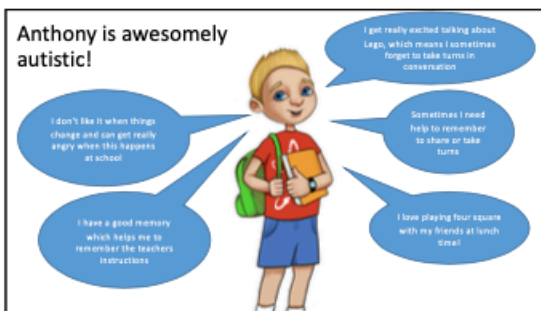 Anthony is awesomely
autistic!
I get really excited talking about
Lego, which means I sometimes
forget to take turns in
conversation
I don't like it when things
change and can get really
angry when this happens
at school
Sometimes I need
help to remember
to share or take
turns
I have a good memory
which helps me to
remember the teachers
instructions
I love playing four square
with my friends at lunch
time!